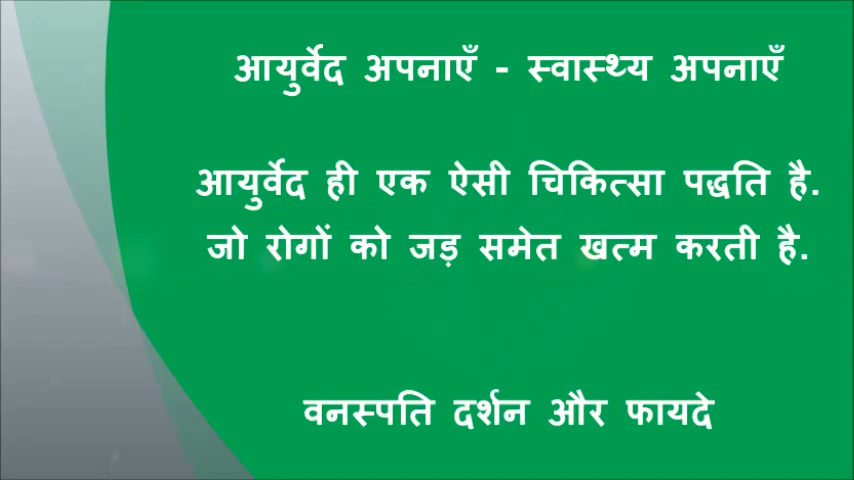 आयुर्वेद अपनाएँ - स्वास्थ्य अपनाएँ
आयुर्वेद ही एक ऐसी चिकित्सा पद्धति है.
जो रोगों को जड़ समेत खत्म करती है.
वनस्पति दर्शन और फायदे